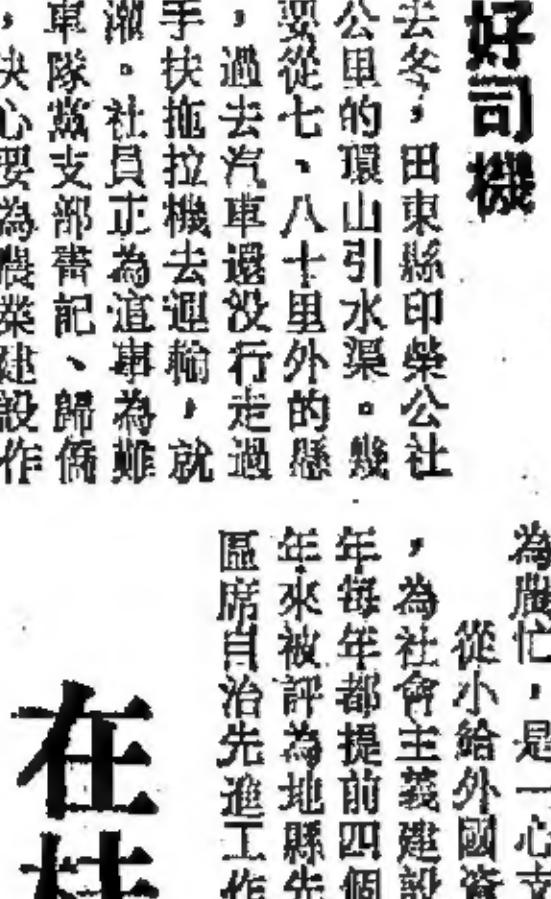 好司機
去冬，田東縣印榮公社
公里的環山引水渠。幾
要從七、八十里外的懸
，過去汽車還沒行走過
手扶拖拉機去運輸，就
瀨。社員正為這事為難
車隊黨支部書記、歸僑
，決心要為農業建設作
為農忙，是一心支
從小給外國資
，為社會主義建設
年每年都提前四個
年來被評為地縣先
區席自治先進工作
在桂